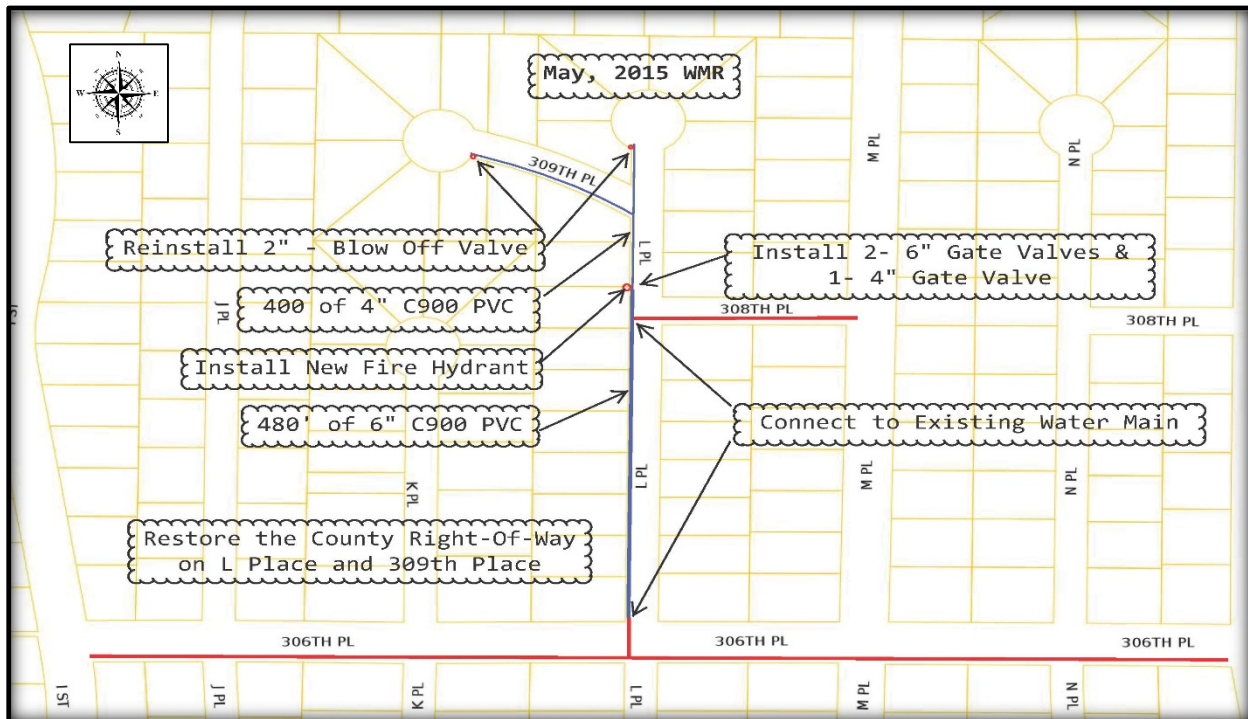 N
W
E
S
May, 2015 WMR
309TH PL
Reinstall 2" - Blow Off Valve
L PL
Install 2- 6" Gate Valves &
1- 4" Gate Valve
M PL
N PL
400 of 4" C900 PVC
J PL
308TH PL
308TH PL
Install New Fire Hydrant
480' of 6" C900 PVC
Connect to Existing Water Main
K PL
L PL
M PL
N PL
Restore the County Right-Of-Way
on L Place and 309th Place
306TH PL
306TH PL
306TH PL
I ST
J PL
K PL
L PL
M PL
N PL